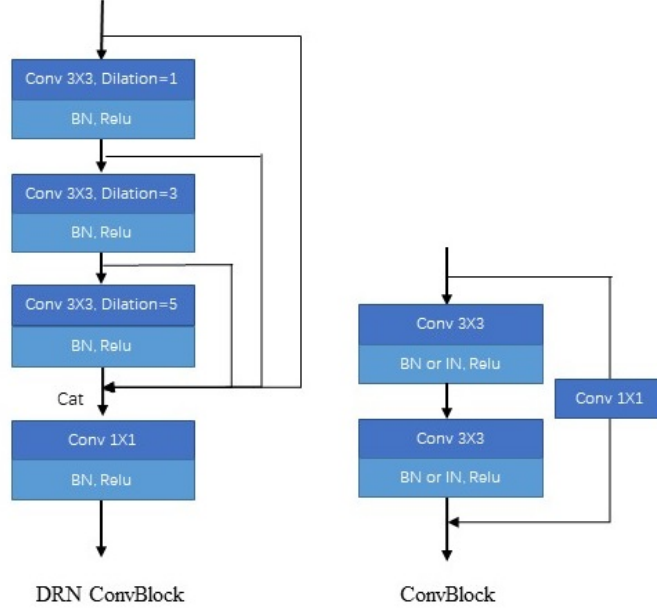 Conv 3X3, Dilation=1
BN, Relu
Conv 3X3, Dilation=3
BN, Relu
Conv 3X3, Dilation=5
BN, Relu
Cat
Conv 1X1
BN, Relu
DRN ConvBlock
Conv 3X3
BN or IN, Relu
Conv 1X1
Conv 3X3
BN or IN, Relu
ConvBlock